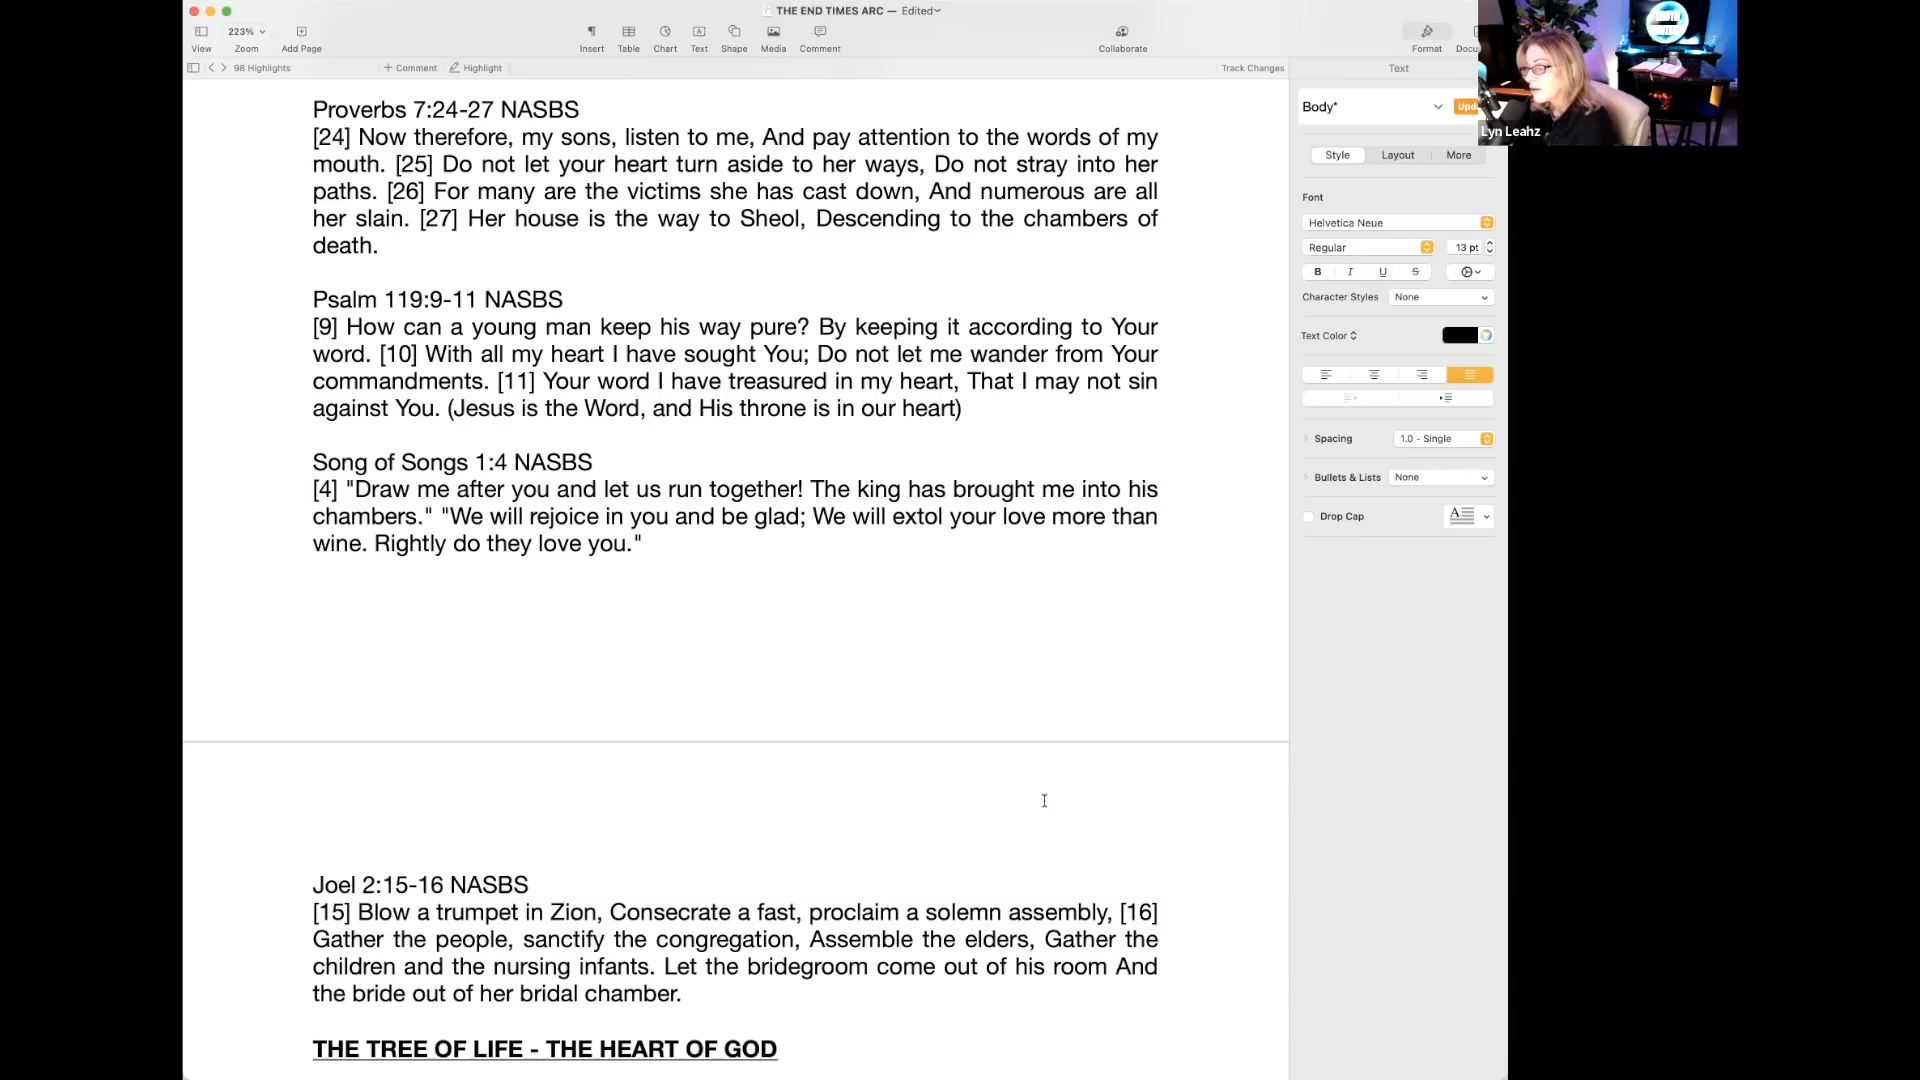 THE END TIMES ARC — Edited
223%
View
Zoom
Add Page
Insert
Table
Chart
Text
Shape
Media
Comment
Collaborate
Format
98 Highlights
+ Comment
Highlight
Track Changes
Text
Proverbs 7:24-27 NASBS
[24] Now therefore, my sons, listen to me, And pay attention to the words of my
mouth. [25] Do not let your heart turn aside to her ways, Do not stray into her
paths. [26] For many are the victims she has cast down, And numerous are all
her slain. [27] Her house is the way to Sheol, Descending to the chambers of
death.
Psalm 119:9-11 NASBS
[9] How can a young man keep his way pure? By keeping it according to Your
word. [10] With all my heart I have sought You; Do not let me wander from Your
commandments. [11] Your word I have treasured in my heart, That I may not sin
against You. (Jesus is the Word, and His throne is in our heart)
Song of Songs 1:4 NASBS
[4] "Draw me after you and let us run together! The king has brought me into his
chambers." "We will rejoice in you and be glad; We will extol your love more than
wine. Rightly do they love you."
Joel 2:15-16 NASBS
[15] Blow a trumpet in Zion, Consecrate a fast, proclaim a solemn assembly, [16]
Gather the people, sanctify the congregation, Assemble the elders, Gather the
children and the nursing infants. Let the bridegroom come out of his room And
the bride out of her bridal chamber.
THE TREE OF LIFE - THE HEART OF GOD
Body*
Style
Layout
More
Font
Helvetica Neue
Regular
13 pt
B
I
U
S
Character Styles
None
Text Color
Spacing
1.0 - Single
Bullets & Lists
None
Drop Cap
A
Lyn Leahz